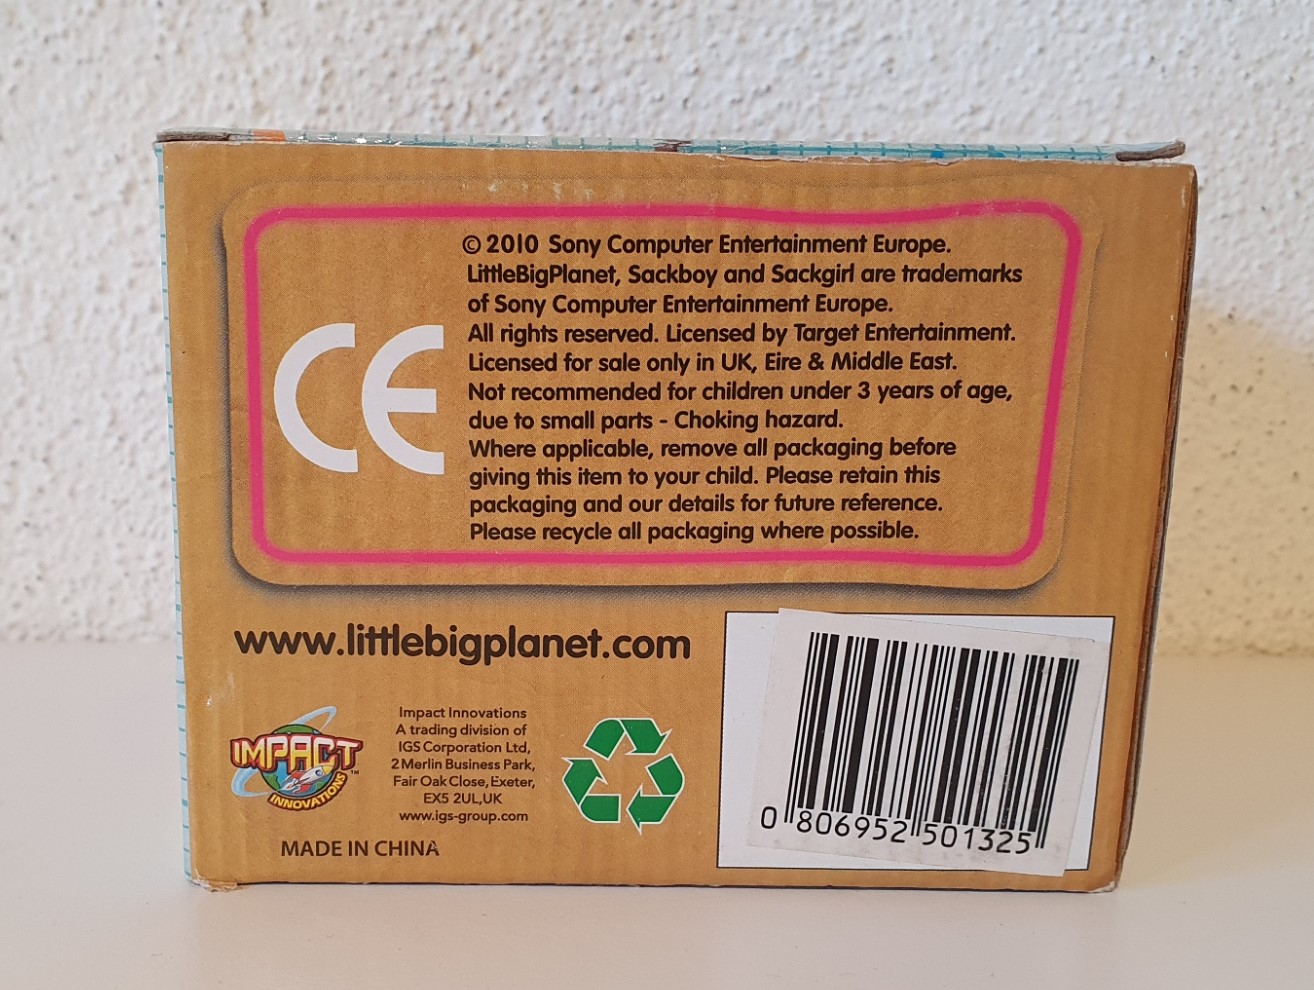 CE
© 2010 Sony Computer Entertainment Europe.
LittleBigPlanet, Sackboy and Sackgirl are trademarks
of Sony Computer Entertainment Europe.
All rights reserved. Licensed by Target Entertainment.
Licensed for sale only in UK, Eire & Middle East.
Not recommended for children under 3 years of age,
due to small parts - Choking hazard.
Where applicable, remove all packaging before
giving this item to your child. Please retain this
packaging and our details for future reference.
Please recycle all packaging where possible.
www.littlebigplanet.com
IMPACT™
INNOVATIONS
Impact Innovations
A trading division of
IGS Corporation Ltd,
2 Merlin Business Park,
Fair Oak Close, Exeter,
EX5 2UL,UK
www.igs-group.com
MADE IN CHINA
0 806952 501325